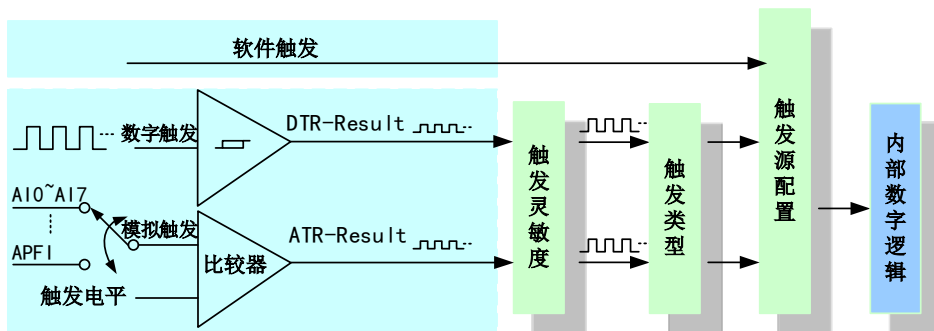 软件触发
数字触发
DTR-Result
AI0~AI7
模拟触发
APFI
比较器
ATR-Result
触发电平
触发灵敏度
触发类型
触发源配置
内部数字逻辑